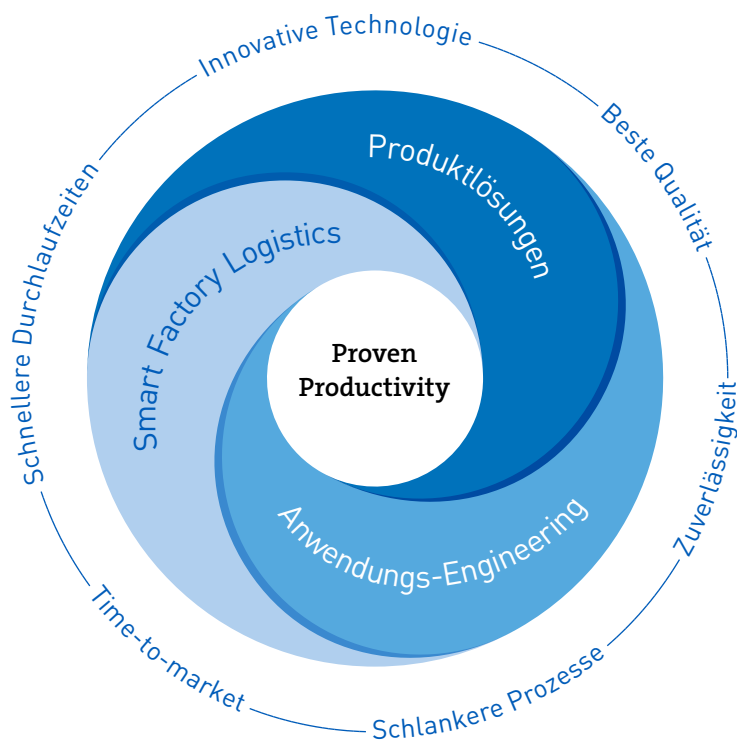 Innovative Technologie
Beste Qualität
Zuverlässigkeit
Schlankere Prozesse
Time-to-market
Schnellere Durchlaufzeiten
Produktlösungen
Anwendungs-Engineering
Smart Factory Logistics
Proven
Productivity